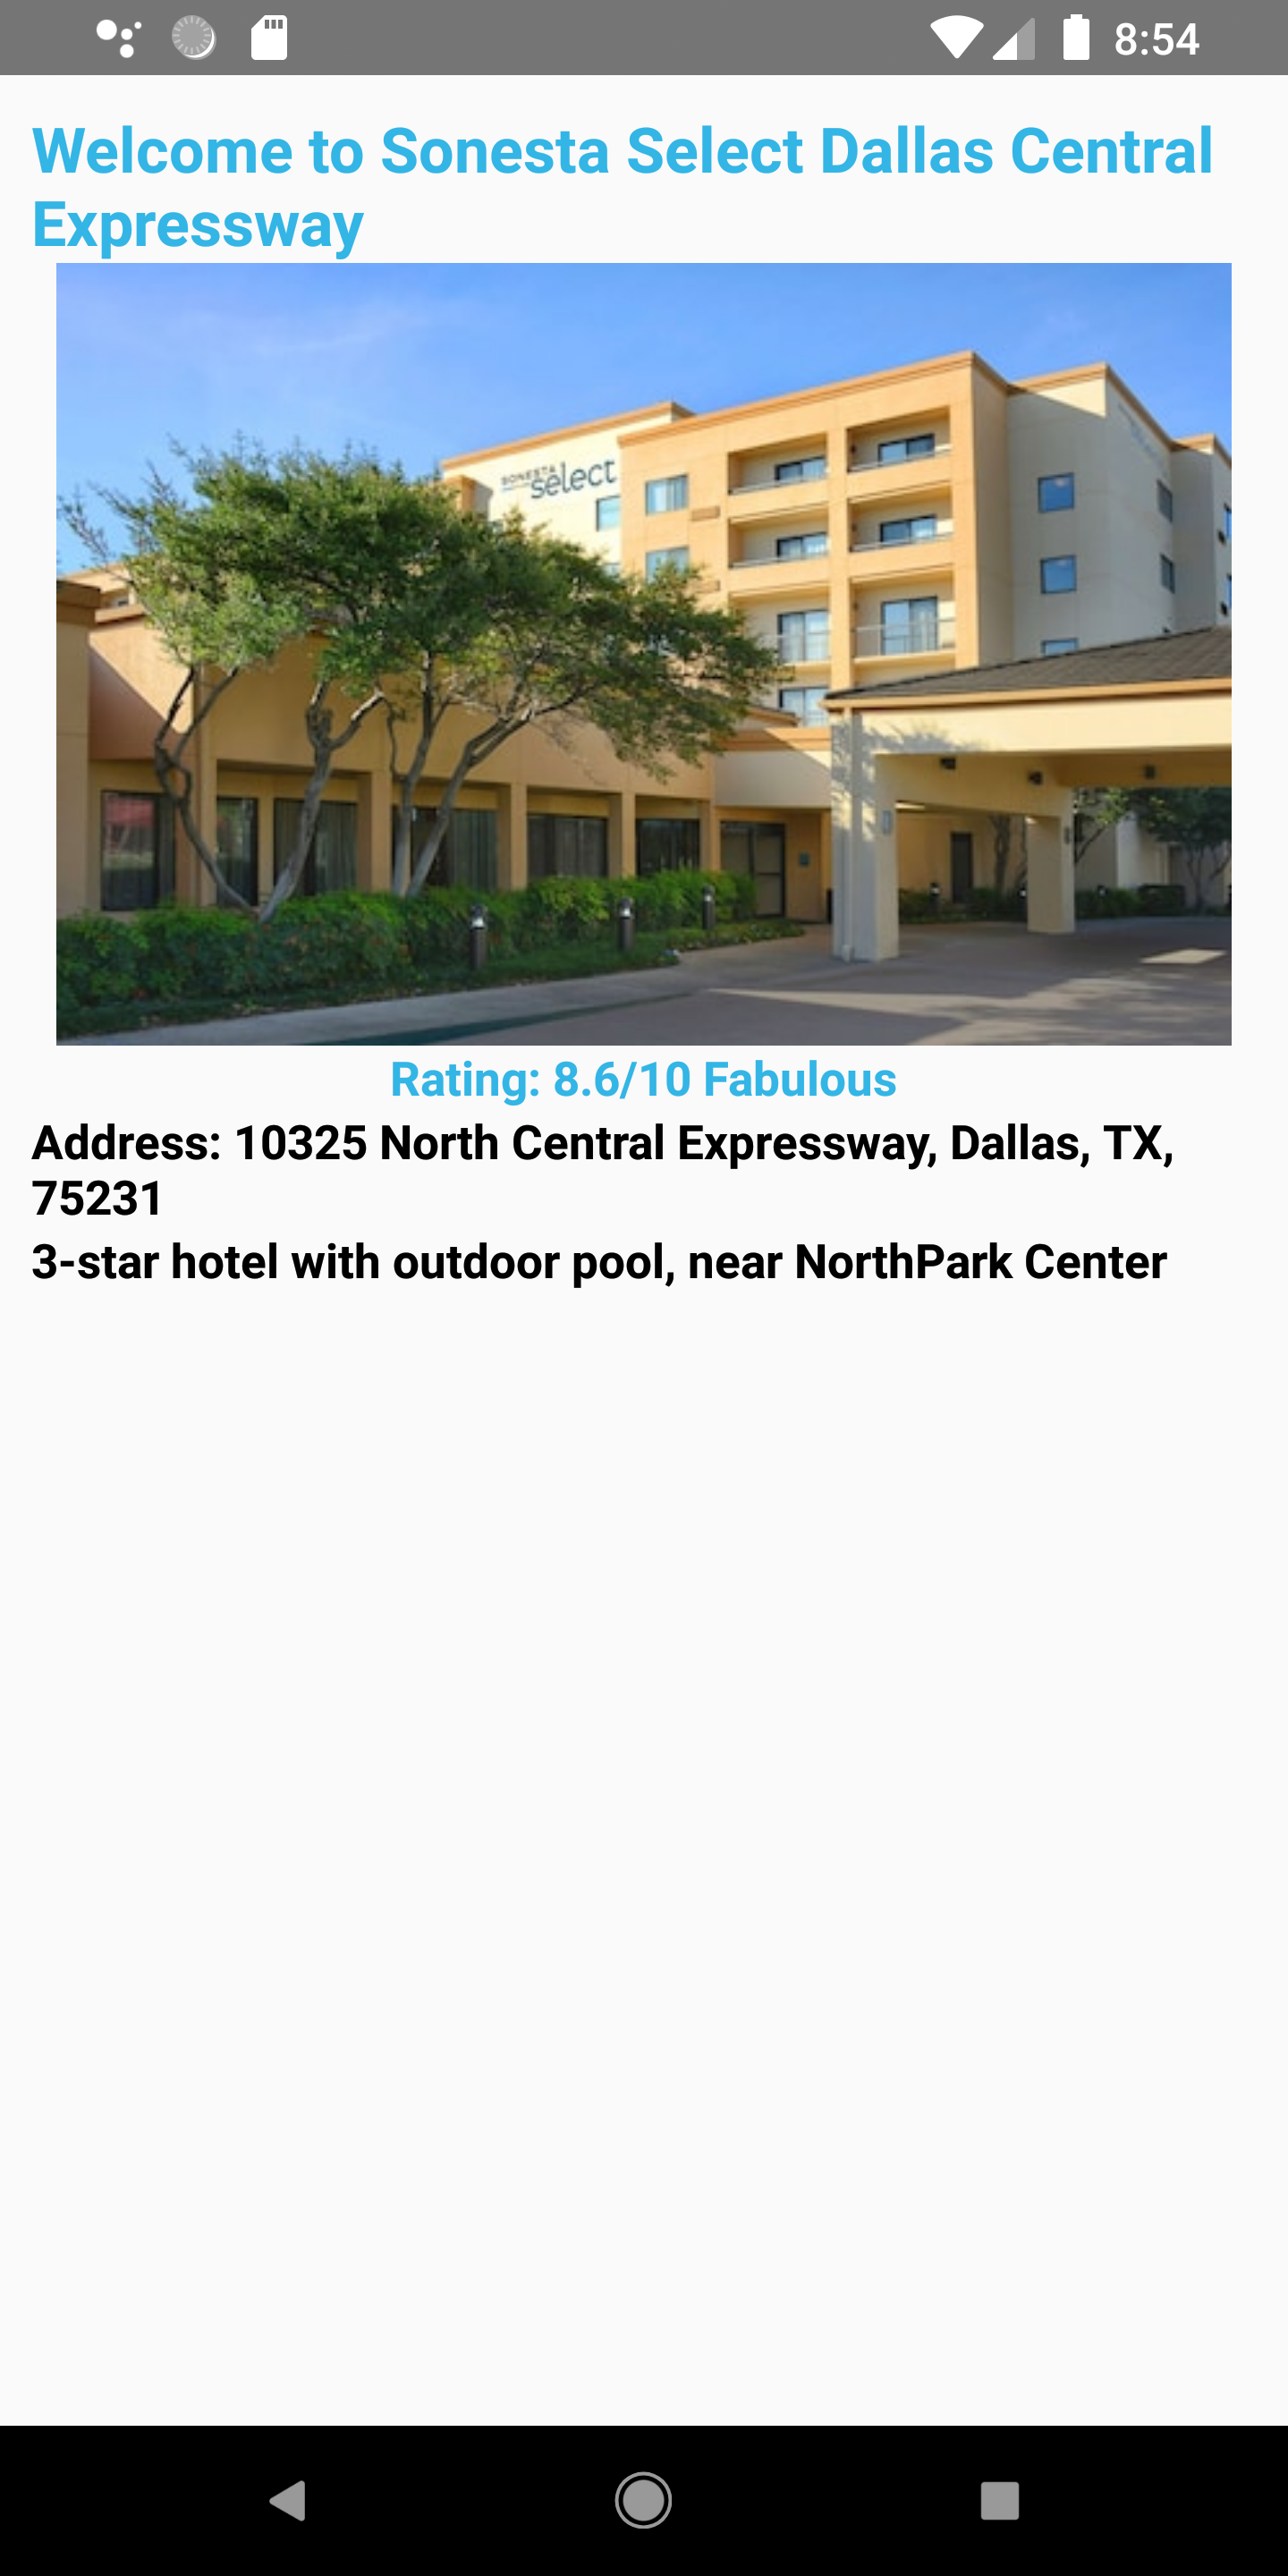 8:54
Welcome to Sonesta Select Dallas Central
Expressway
SONESTA
select
Rating: 8.6/10 Fabulous
Address: 10325 North Central Expressway, Dallas, TX,
75231
3-star hotel with outdoor pool, near NorthPark Center